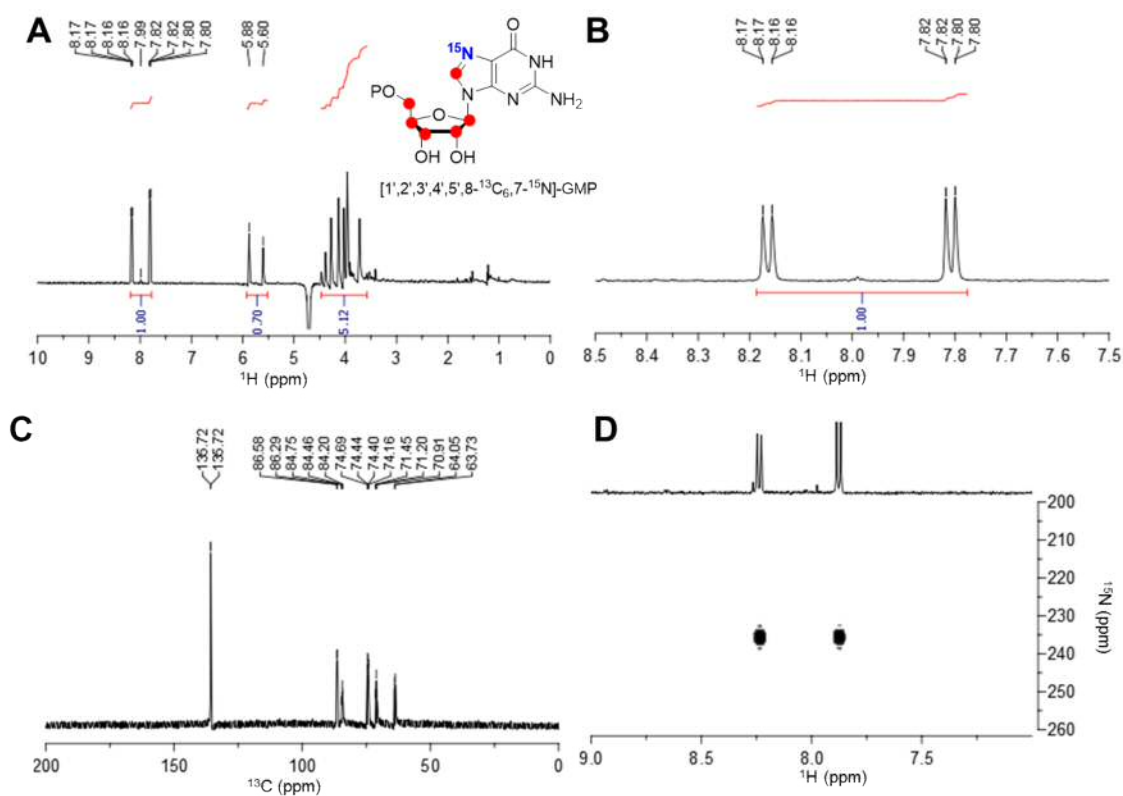 A
8.17
8.17
8.16
8.16
7.99
7.82
7.82
7.80
7.80
5.88
5.60
15N
O
NH
N
N
NH2
PO
O
OH OH
[1',2',3',4',5',8-13C6,7-15N]-GMP
1.00
0.70
5.12
10 9 8 7 6 5 4 3 2 1 0
1H (ppm)
B
8.17
8.17
8.16
8.16
7.82
7.82
7.80
7.80
1.00
8.5 8.4 8.3 8.2 8.1 8.0 7.9 7.8 7.7 7.6 7.5
1H (ppm)
C
135.72
135.72
86.58
86.29
84.75
84.46
84.20
74.69
74.44
74.40
74.16
71.45
71.20
70.91
64.05
63.73
200 150 100 50 0
13C (ppm)
D
200
210
220
230
240
250
260
15N (ppm)
9.0 8.5 8.0 7.5
1H (ppm)